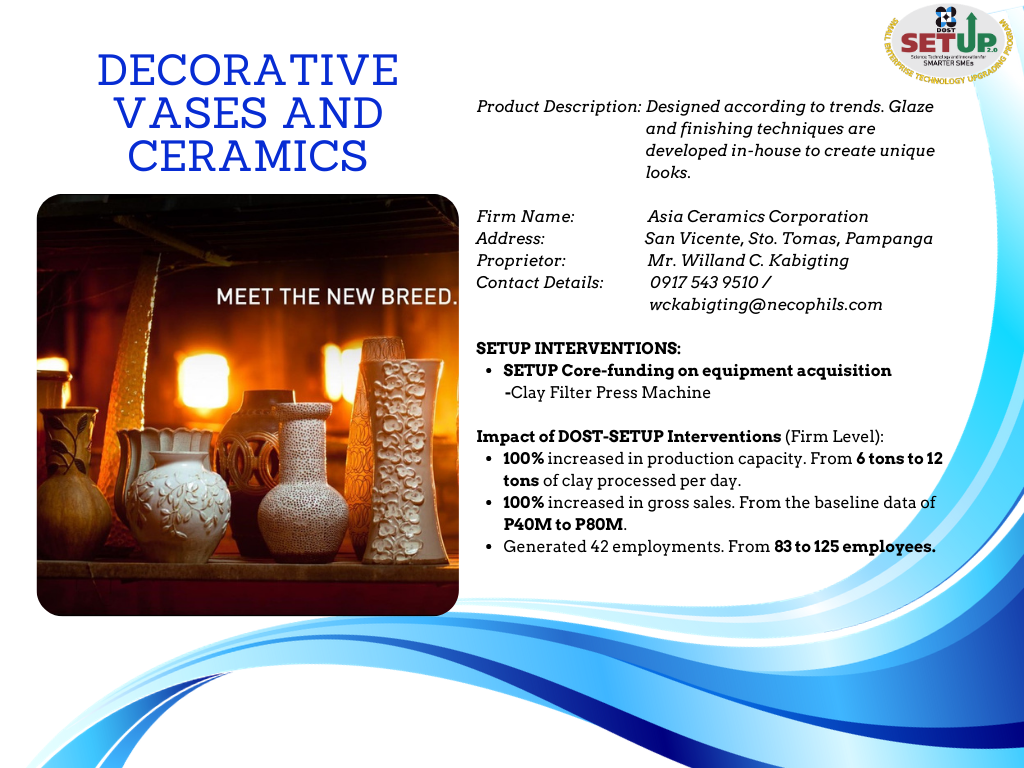 DECORATIVE
VASES AND
CERAMICS
MEET THE NEW BREED.
DOST
SETUP 2.0
Science Technology and Innovation for
SMARTER SMEs
SMALL ENTERPRISE TECHNOLOGY UPGRADING PROGRAM
Product Description: Designed according to trends. Glaze
and finishing techniques are
developed in-house to create unique
looks.
Firm Name: Asia Ceramics Corporation
Address: San Vicente, Sto. Tomas, Pampanga
Proprietor: Mr. Willand C. Kabigting
Contact Details: 0917 543 9510 /
wckabigting@necophils.com
SETUP INTERVENTIONS:
• SETUP Core-funding on equipment acquisition
-Clay Filter Press Machine
Impact of DOST-SETUP Interventions (Firm Level):
• 100% increased in production capacity. From 6 tons to 12
tons of clay processed per day.
• 100% increased in gross sales. From the baseline data of
P40M to P80M.
• Generated 42 employments. From 83 to 125 employees.